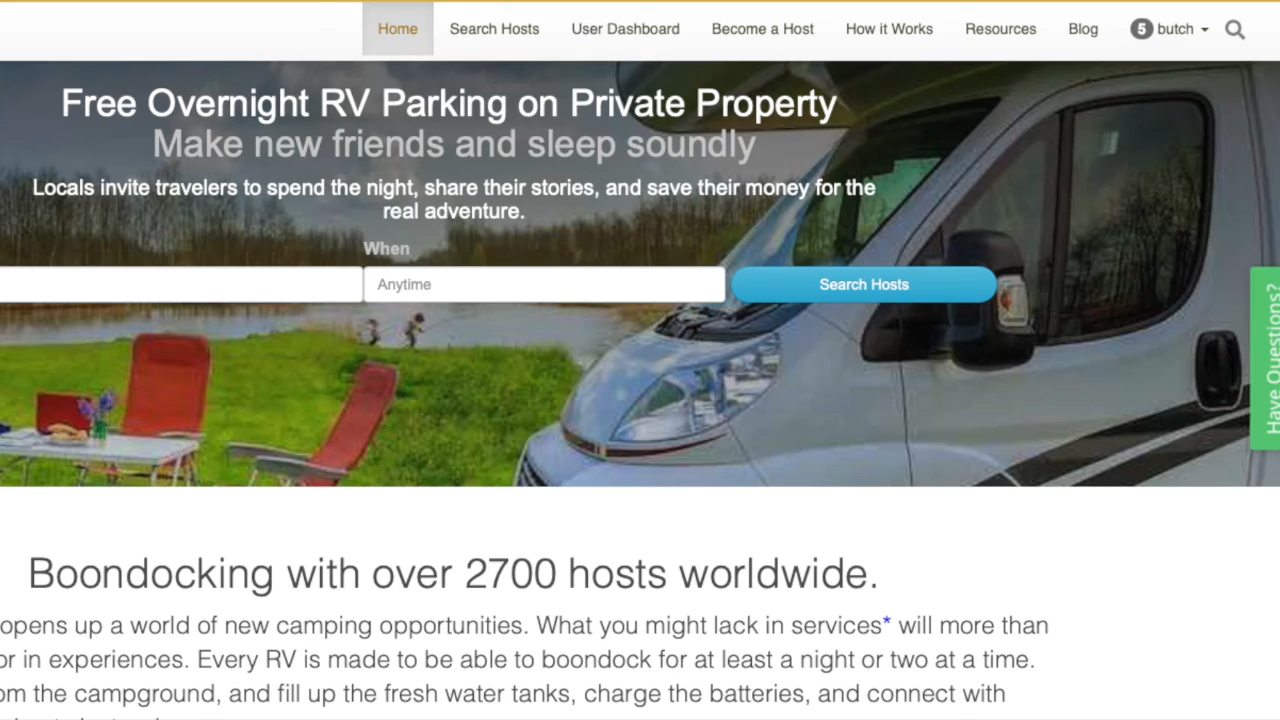 Home Search Hosts User Dashboard Become a Host How it Works Resources Blog 5 butch
Free Overnight RV Parking on Private Property
Make new friends and sleep soundly
Locals invite travelers to spend the night, share their stories, and save their money for the
real adventure.
When
Anytime Search Hosts
Have Questions?
Boondocking with over 2700 hosts worldwide.
opens up a world of new camping opportunities. What you might lack in services* will more than
or in experiences. Every RV is made to be able to boondock for at least a night or two at a time.
om the campground, and fill up the fresh water tanks, charge the batteries, and connect with